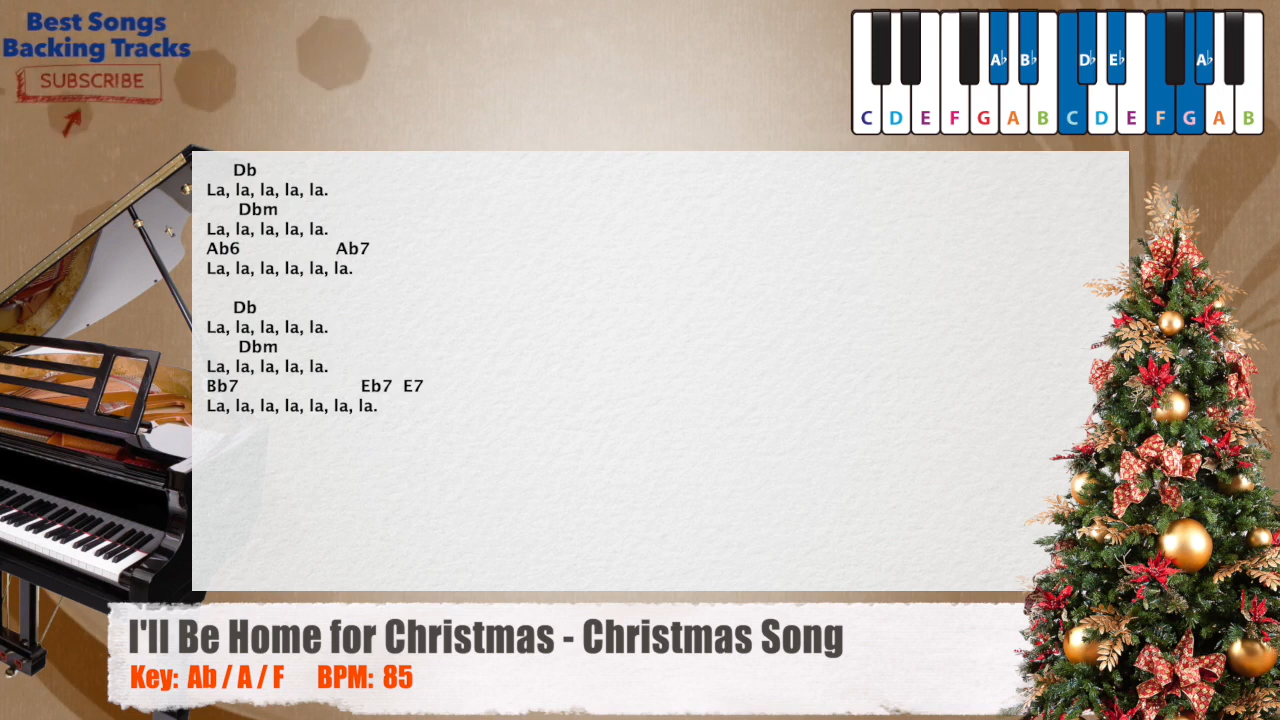 Best Songs
Backing Tracks
SUBSCRIBE
A♭ B♭ D♭ E♭ A♭
C D E F G A B C D E F G A B
Db
La, la, la, la, la.
Dbm
La, la, la, la, la.
Ab6 Ab7
La, la, la, la, la, la.
Db
La, la, la, la, la.
Dbm
La, la, la, la, la.
Bb7 Eb7 E7
La, la, la, la, la, la, la.
I'll Be Home for Christmas - Christmas Song
Key: Ab / A / F BPM: 85